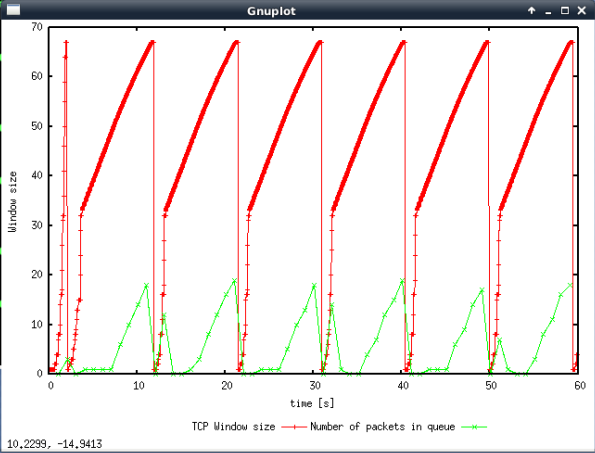 Gnuplot
70
60
50
40
30
20
10
0
Window size
0 10 20 30 40 50 60
time [s]
TCP Window size Number of packets in queue
10.2299, -14.9413